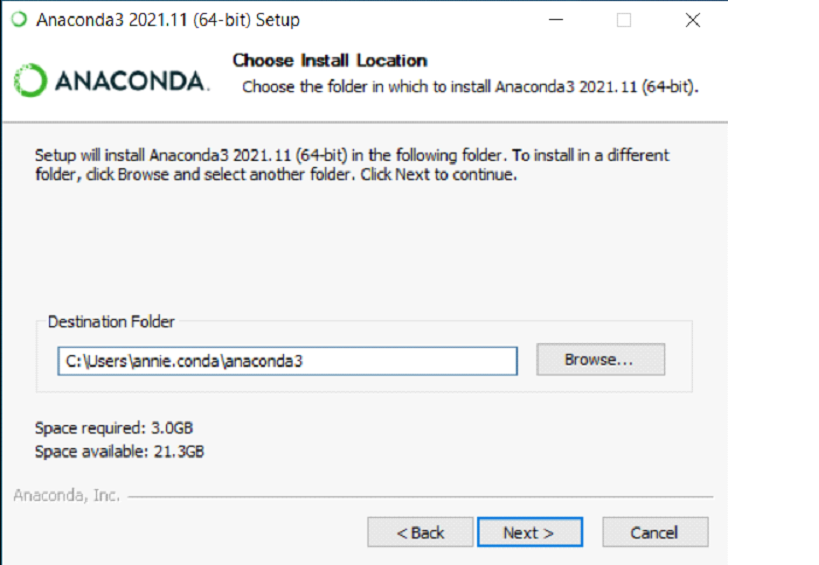 Anaconda3 2021.11 (64-bit) Setup
ANACONDA.
Choose Install Location
Choose the folder in which to install Anaconda3 2021.11 (64-bit).
Setup will install Anaconda3 2021.11 (64-bit) in the following folder. To install in a different
folder, click Browse and select another folder. Click Next to continue.
Destination Folder
C:\Users\annie.conda\anaconda3
Browse...
Space required: 3.0GB
Space available: 21.3GB
Anaconda, Inc.
< Back
Next >
Cancel